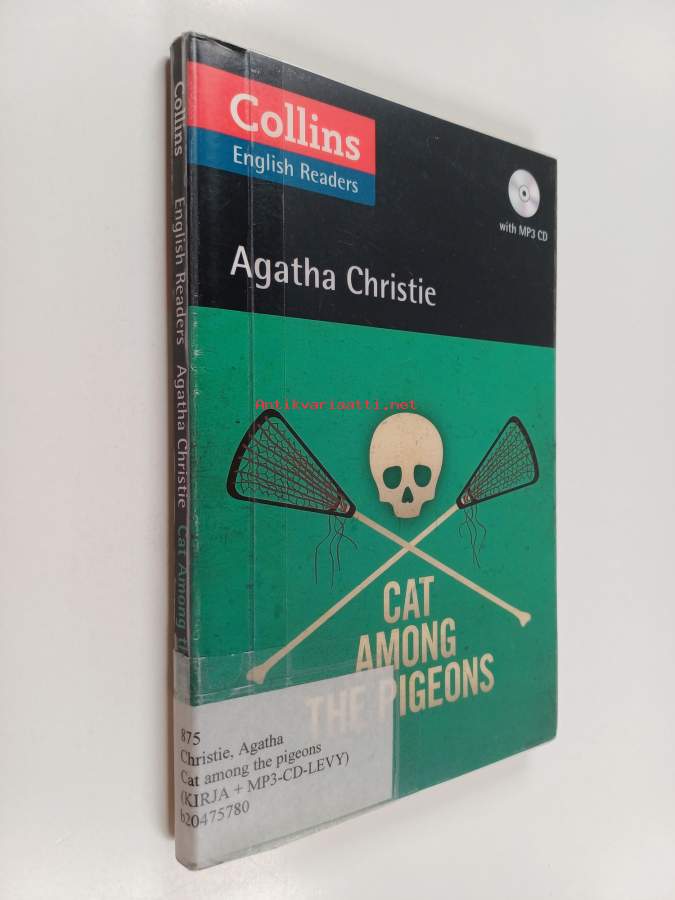 Collins
English Readers
with MP3 CD
Agatha Christie
Antikvariaatti.net
CAT
AMONG
THE PIGEONS
875
Christie, Agatha
Cat among the pigeons
(KIRJA + MP3-CD-LEVY)
b20475780
Collins English Readers Agatha Christie Cat Among